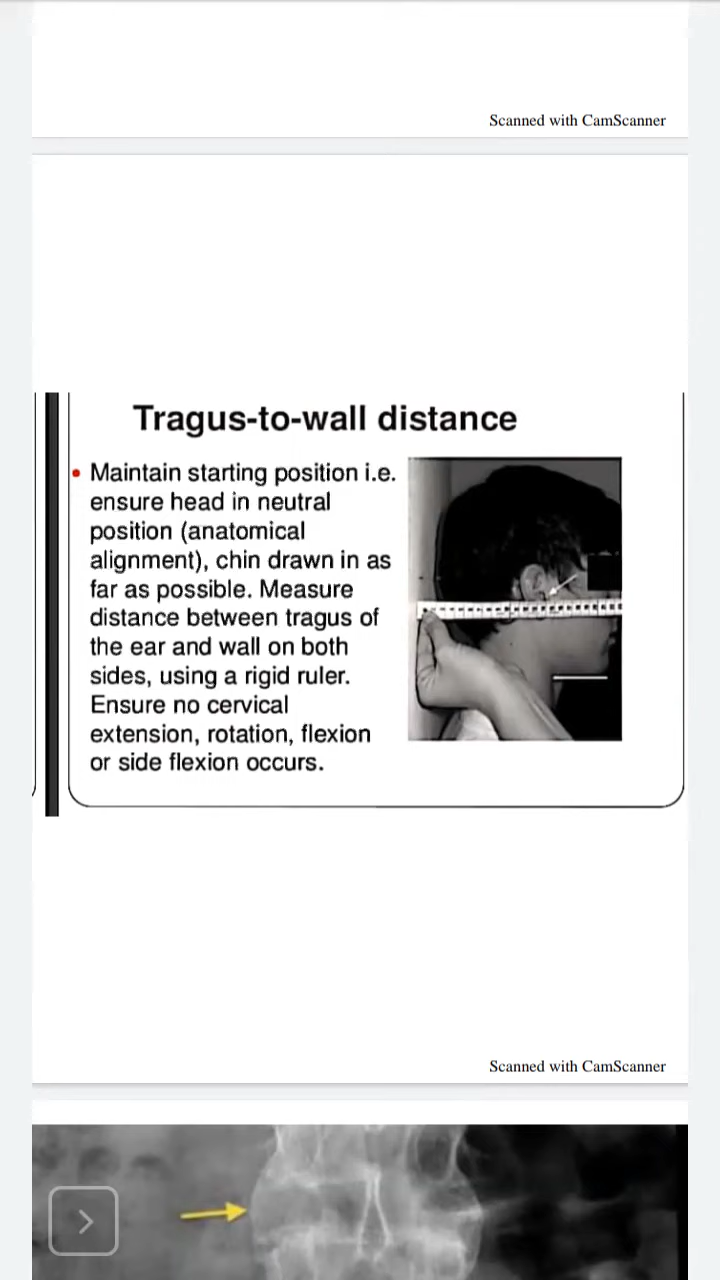 Scanned with CamScanner
Tragus-to-wall distance
• Maintain starting position i.e.
ensure head in neutral
position (anatomical
alignment), chin drawn in as
far as possible. Measure
distance between tragus of
the ear and wall on both
sides, using a rigid ruler.
Ensure no cervical
extension, rotation, flexion
or side flexion occurs.
Scanned with CamScanner